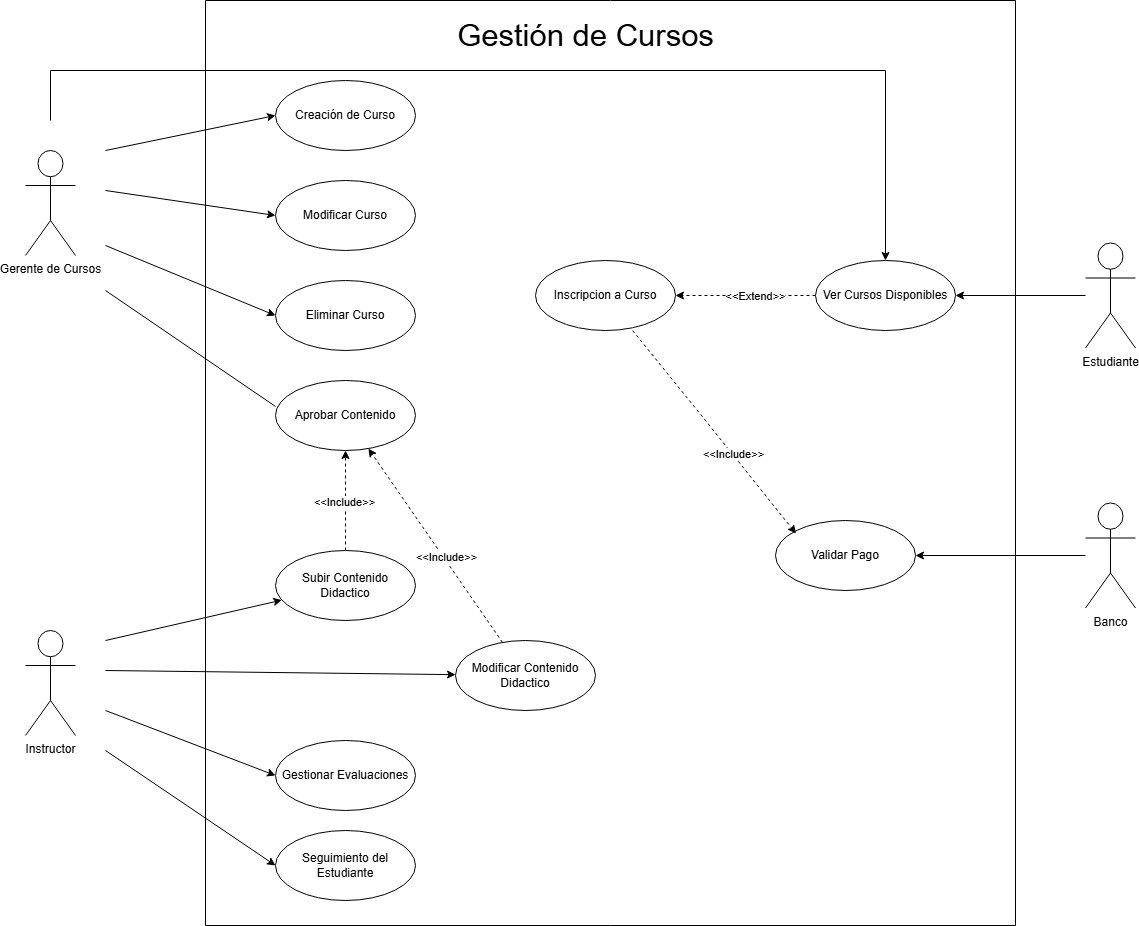 Gestión de Cursos
Creación de Curso
Modificar Curso
Gerente de Cursos
Eliminar Curso
Inscripcion a Curso
<<Extend>>
Ver Cursos Disponibles
Estudiante
Aprobar Contenido
<<Include>>
<<Include>>
<<Include>>
Validar Pago
Subir Contenido
Didactico
Banco
Modificar Contenido
Didactico
Instructor
Gestionar Evaluaciones
Seguimiento del
Estudiante